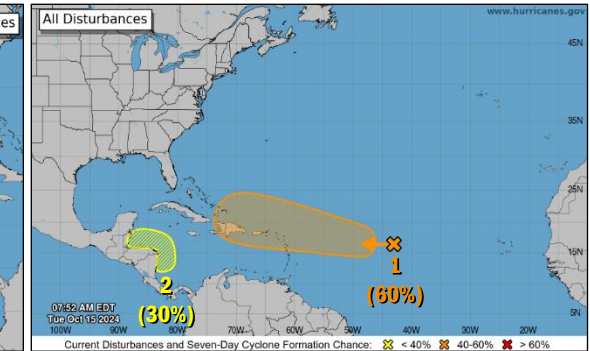 es
All Disturbances
www.hurricanes.gov
45N
35N
25N
15N
5N
1
(60%)
2
(30%)
07:52 AM EDT
Tue Oct 15 2024
100W 90W 80W 70W 60W 50W 40W 30W 20W
Current Disturbances and Seven-Day Cyclone Formation Chance: < 40% 40-60% > 60%